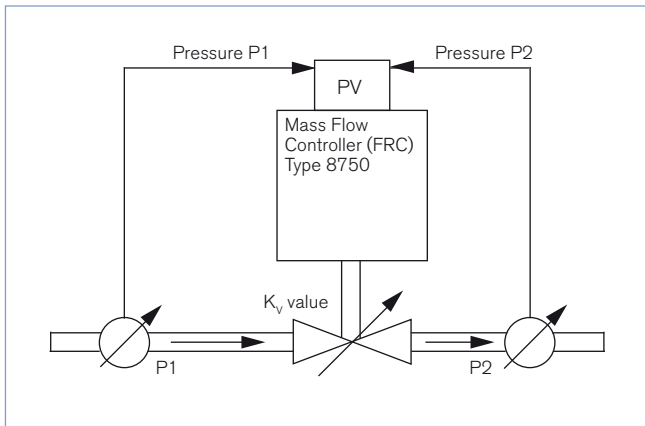 Pressure P1
Pressure P2
PV
Mass Flow
Controller (FRC)
Type 8750
KV value
P1
P2